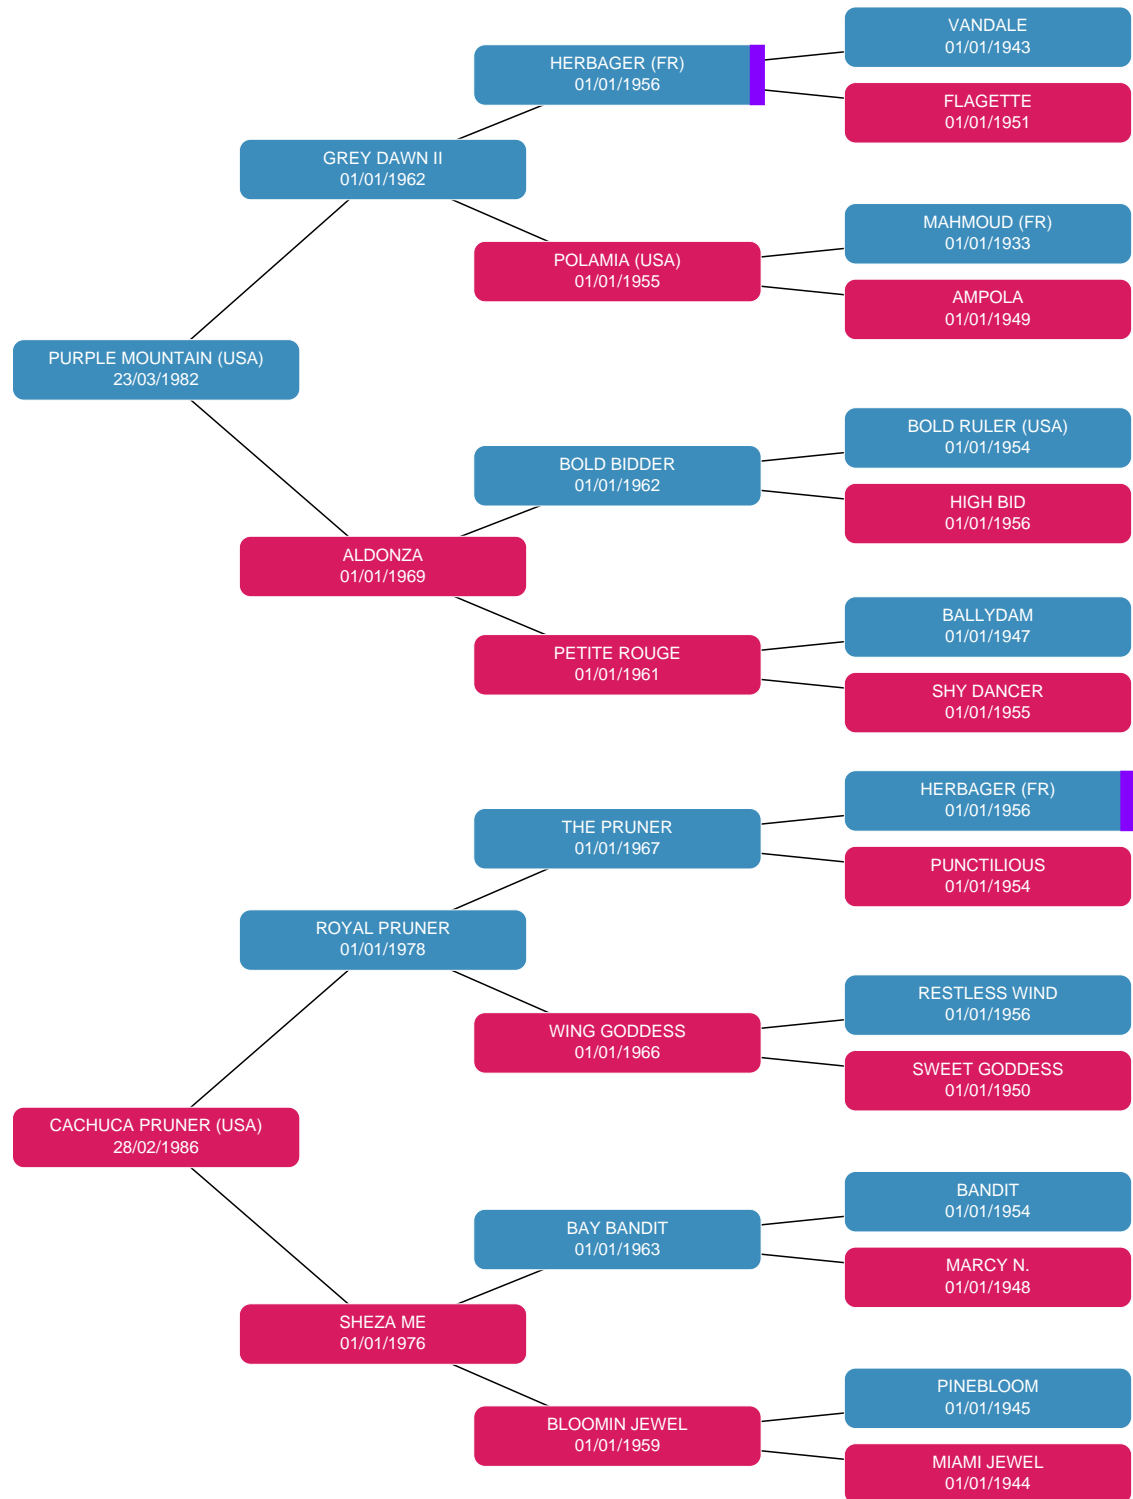 VANDALE
01/01/1943
HERBAGER (FR)
01/01/1956
FLAGETTE
01/01/1951
GREY DAWN II
01/01/1962
MAHMOUD (FR)
01/01/1933
POLAMIA (USA)
01/01/1955
AMPOLA
01/01/1949
PURPLE MOUNTAIN (USA)
23/03/1982
BOLD RULER (USA)
01/01/1954
BOLD BIDDER
01/01/1962
HIGH BID
01/01/1956
ALDONZA
01/01/1969
BALLYDAM
01/01/1947
PETITE ROUGE
01/01/1961
SHY DANCER
01/01/1955
HERBAGER (FR)
01/01/1956
THE PRUNER
01/01/1967
PUNCTILIOUS
01/01/1954
ROYAL PRUNER
01/01/1978
RESTLESS WIND
01/01/1956
WING GODDESS
01/01/1966
SWEET GODDESS
01/01/1950
CACHUCA PRUNER (USA)
28/02/1986
BANDIT
01/01/1954
BAY BANDIT
01/01/1963
MARCY N.
01/01/1948
SHEZA ME
01/01/1976
PINEBLOOM
01/01/1945
BLOOMIN JEWEL
01/01/1959
MIAMI JEWEL
01/01/1944